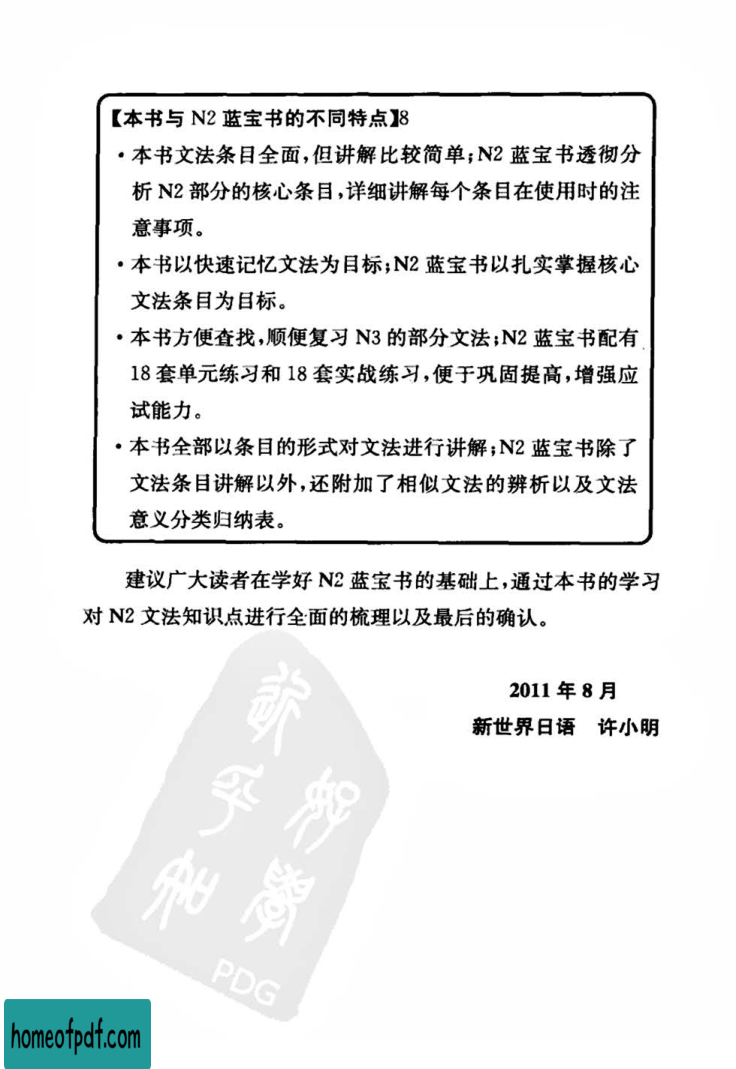 【本书与 N2 蓝宝书的不同特点】8
·本书文法条目全面,但讲解比较简单;N2 蓝宝书透彻分
析 N2 部分的核心条目,详细讲解每个条目在使用时的注
意事项。
·本书以快速记忆文法为目标;N2 蓝宝书以扎实掌握核心
文法条目为目标。
·本书方便查找,顺便复习 N3 的部分文法;N2 蓝宝书配有
18 套单元练习和 18 套实战练习,便于巩固提高,增强应
试能力。
·本书全部以条目的形式对文法进行讲解;N2 蓝宝书除了
文法条目讲解以外,还附加了相似文法的辨析以及文法
意义分类归纳表。
建议广大读者在学好 N2 蓝宝书的基础上,通过本书的学习
对 N2 文法知识点进行全面的梳理以及最后的确认。
2011 年 8 月
新世界日语 许小明
PDG
homeofpdf.com